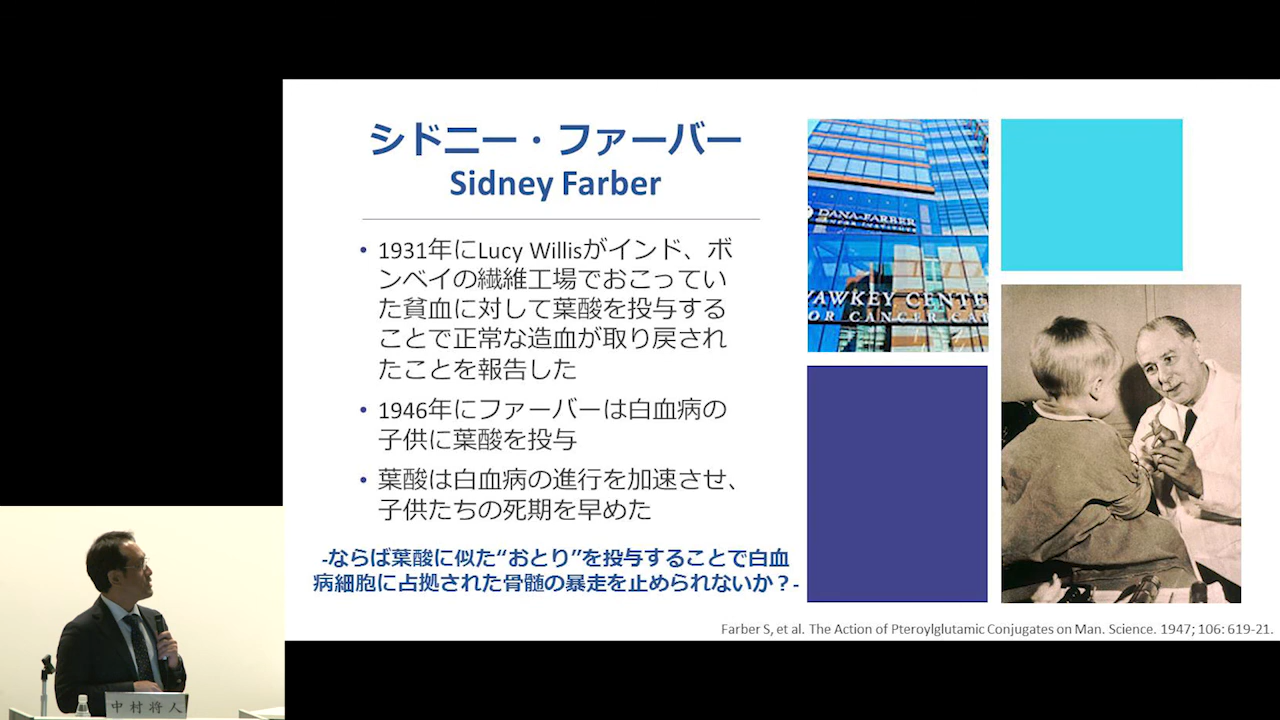 シドニー・ファーバー
Sidney Farber
• 1931年にLucy Willisがインド、ボ
ンベイの繊維工場でおこってい
た貧血に対して葉酸を投与する
ことで正常な造血が取り戻され
たことを報告した
• 1946年にファーバーは白血病の
子供に葉酸を投与
• 葉酸は白血病の進行を加速させ、
子供たちの死期を早めた
-ならば葉酸に似た“おとり”を投与することで白血
病細胞に占拠された骨髄の暴走を止められないか？-
DANA-FARBER
CANCER INSTITUTE
YAWKEY CENTE
OR CANCER CA
Farber S, et al. The Action of Pteroylglutamic Conjugates on Man. Science. 1947; 106: 619-21.
中村将人